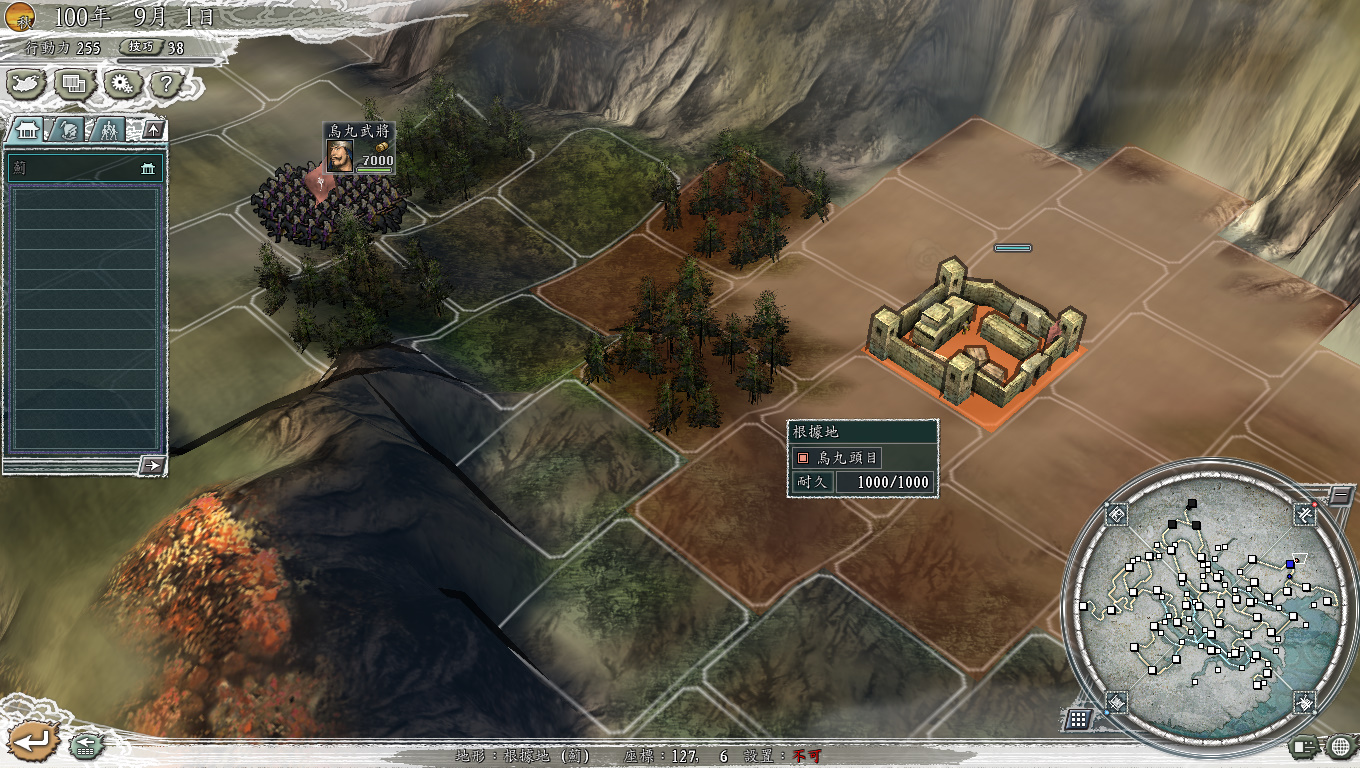 秋 100年 9月 1日
行動力 255 技巧 38
?
薊
烏丸武將
7000
根據地
烏丸頭目
耐久 1000/1000
地形：根據地 (薊) 座標：127, 6 設置：不可